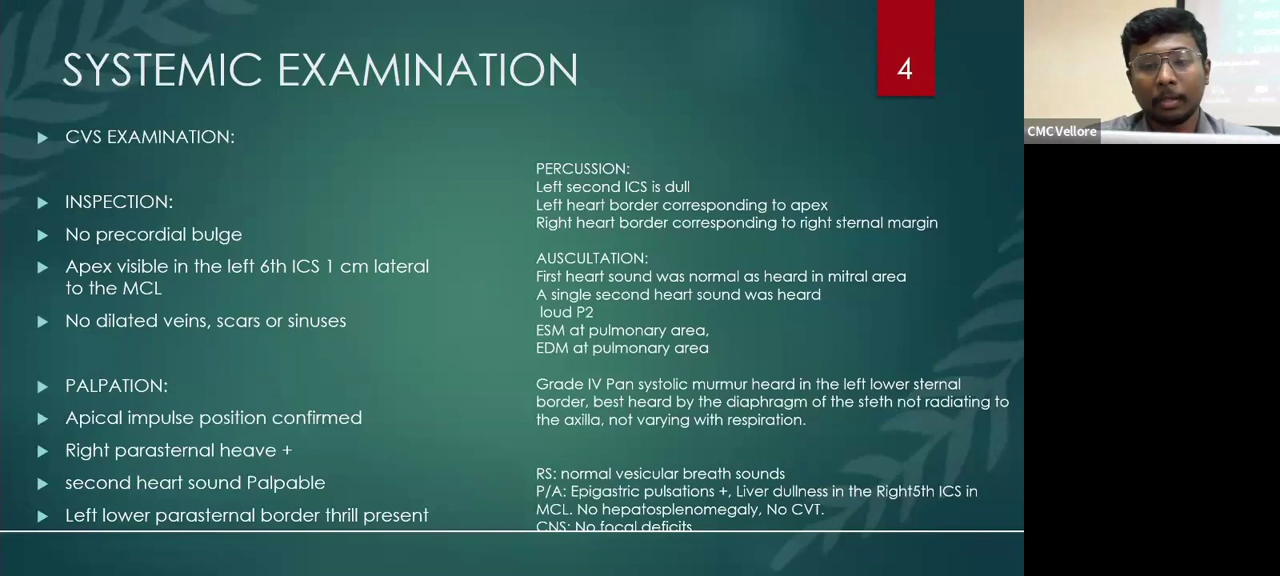 SYSTEMIC EXAMINATION
4
CVS EXAMINATION:
INSPECTION:
No precordial bulge
Apex visible in the left 6th ICS 1 cm lateral
to the MCL
No dilated veins, scars or sinuses
PALPATION:
Apical impulse position confirmed
Right parasternal heave +
second heart sound Palpable
Left lower parasternal border thrill present
PERCUSSION:
Left second ICS is dull
Left heart border corresponding to apex
Right heart border corresponding to right sternal margin
AUSCULTATION:
First heart sound was normal as heard in mitral area
A single second heart sound was heard
loud P2
ESM at pulmonary area,
EDM at pulmonary area
Grade IV Pan systolic murmur heard in the left lower sternal
border, best heard by the diaphragm of the steth not radiating to
the axilla, not varying with respiration.
RS: normal vesicular breath sounds
P/A: Epigastric pulsations +, Liver dullness in the Right5th ICS in
MCL. No hepatosplenomegaly, No CVT.
CNS: No focal deficits
CMC Vellore